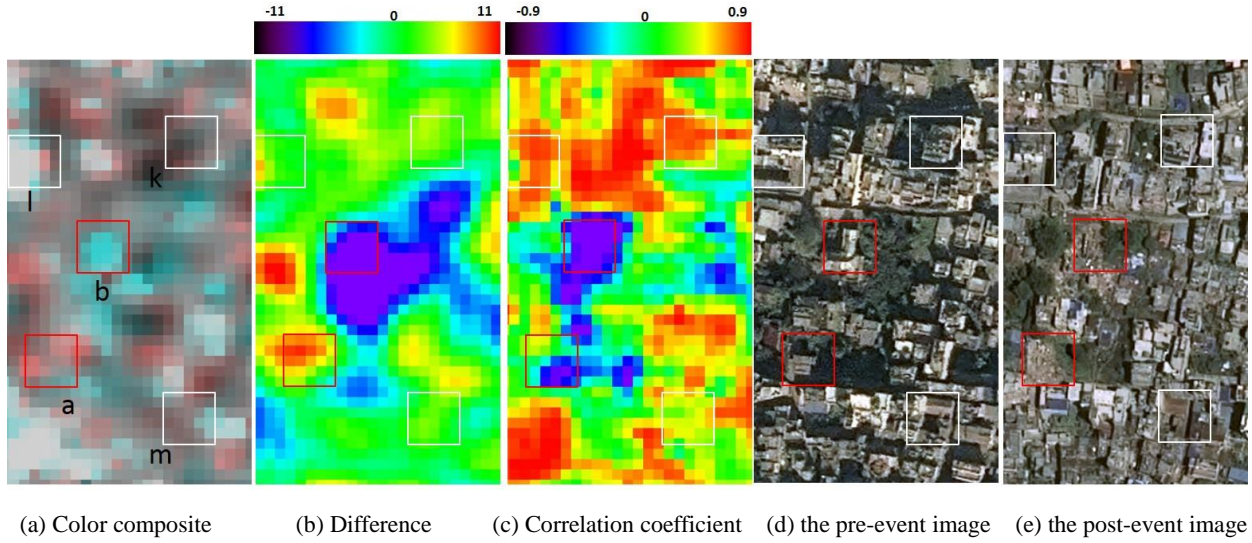 -11 0 11
-0.9 0 0.9
k
l
b
a
m
(a) Color composite
(b) Difference
(c) Correlation coefficient
(d) the pre-event image
(e) the post-event image